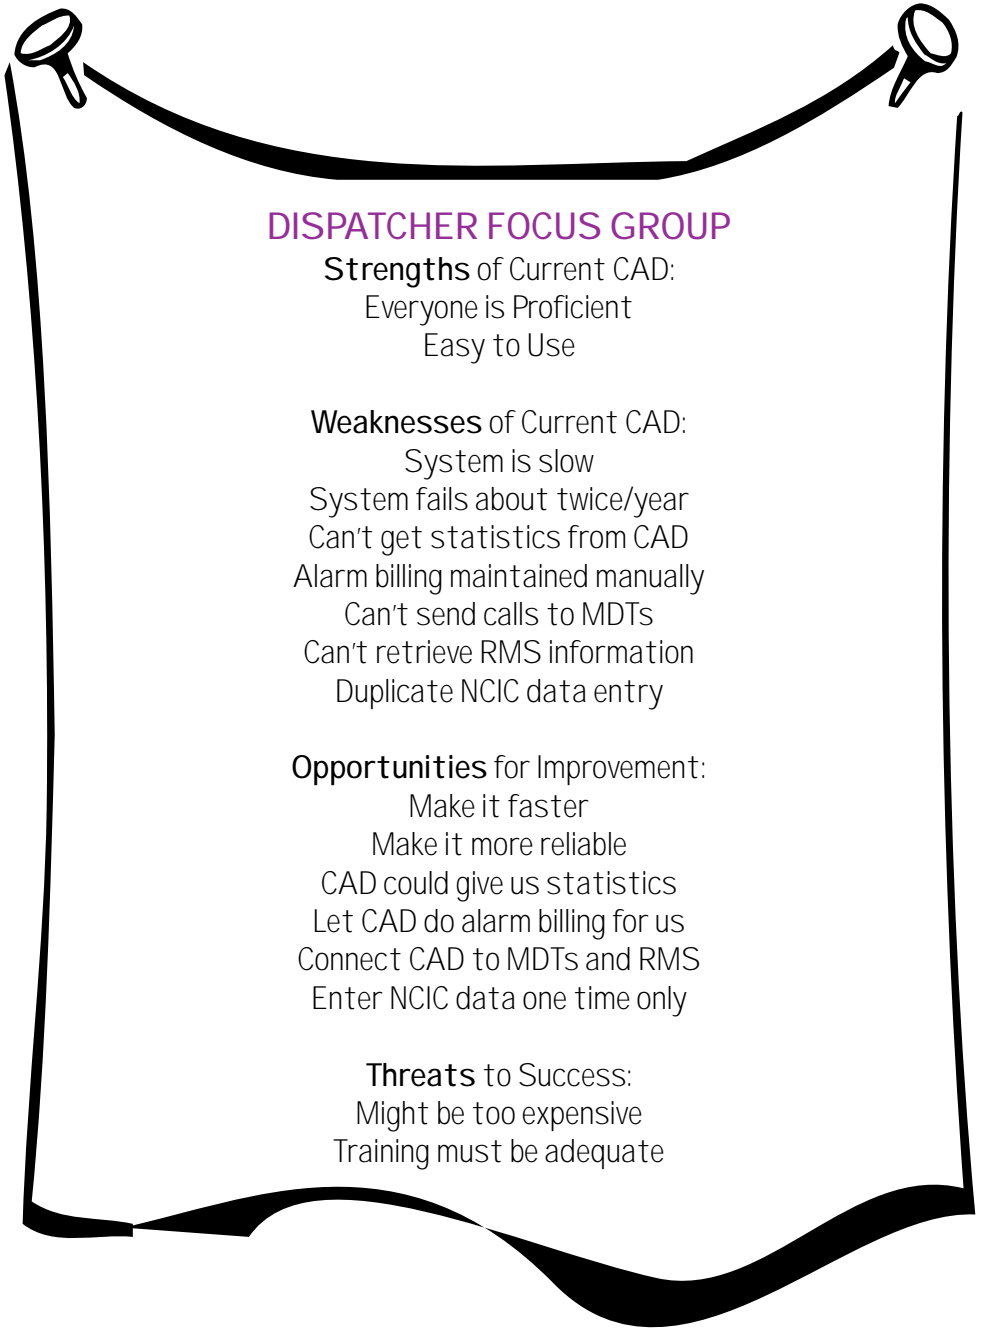 DISPATCHER FOCUS GROUP
Strengths of Current CAD:
Everyone is Proficient
Easy to Use
Weaknesses of Current CAD:
System is slow
System fails about twice/year
Can't get statistics from CAD
Alarm billing maintained manually
Can't send calls to MDTs
Can't retrieve RMS information
Duplicate NCIC data entry
Opportunities for Improvement:
Make it faster
Make it more reliable
CAD could give us statistics
Let CAD do alarm billing for us
Connect CAD to MDTs and RMS
Enter NCIC data one time only
Threats to Success:
Might be too expensive
Training must be adequate